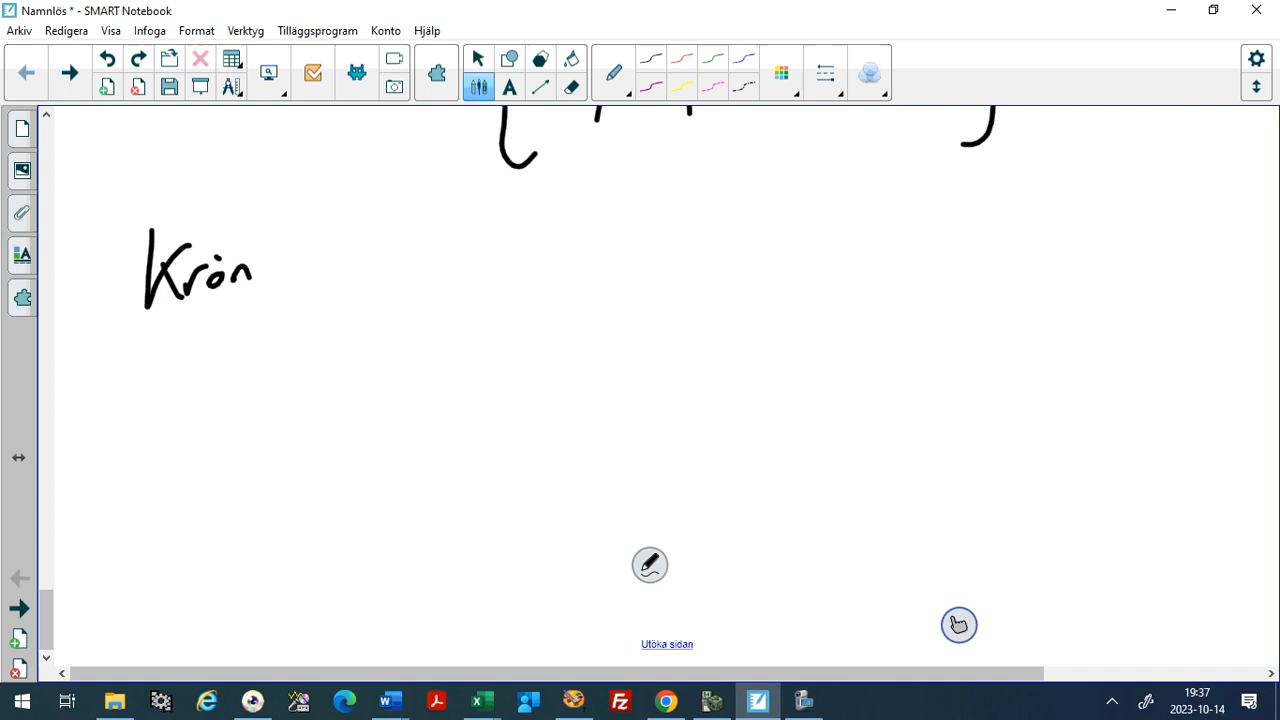 Namnlös * - SMART Notebook
Arkiv Redigera Visa Infoga Format Verktyg Tilläggsprogram Konto Hjälp
Krön
Utöka sidan
19:37
2023-10-14